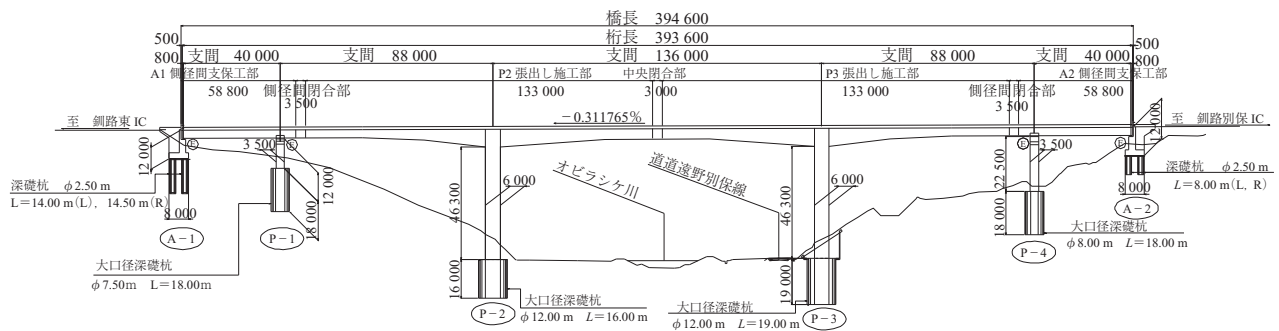 橋長 394 600
桁長 393 600
500
500
800
支間 40 000
支間 88 000
支間 136 000
支間 88 000
支間 40 000
800
A1 側径間支保工部
P2 張出し施工部
中央閉合部
P3 張出し施工部
A2 側径間支保工部
58 800
側径間閉合部
133 000
3 000
133 000
側径間閉合部
58 800
3 500
3 500
至 釧路東 IC
－0.311765％
至 釧路別保 IC
12 000
E
3 500
E
E
3 500
E
12 000
深礎杭 φ2.50 m
L＝14.00 m(L)，14.50 m(R)
8 000
A－1
12 000
18 000
P－1
大口径深礎杭
φ7.50m L＝18.00m
46 300
6 000
オビラシケ川
道道遠野別保線
46 300
6 000
22 500
18 000
深礎杭 φ2.50 m
L＝8.00 m(L, R)
8 000
A－2
大口径深礎杭
φ8.00 m L＝18.00 m
P－4
16 000
大口径深礎杭
φ12.00 m L＝16.00 m
P－2
大口径深礎杭
φ12.00 m L＝19.00 m
19 000
P－3